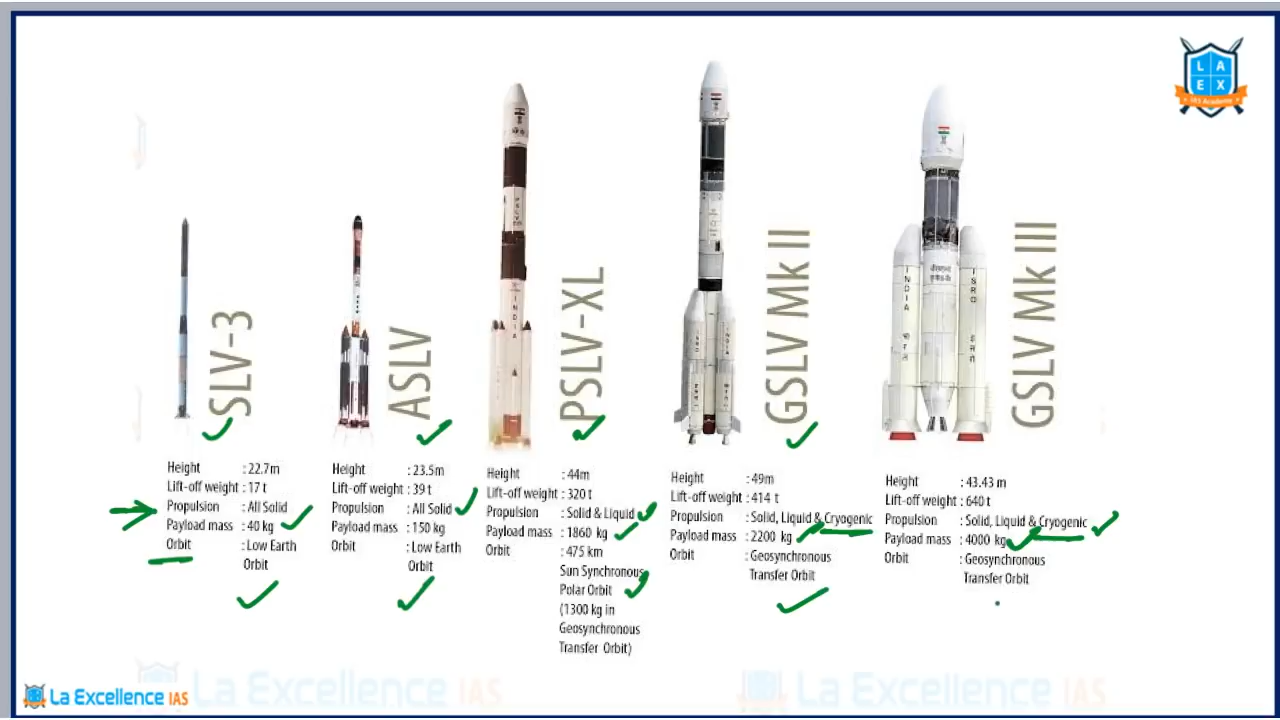 L A
E X
IAS Academy
SLV-3
Height : 22.7m
Lift-off weight : 17 t
Propulsion : All Solid
Payload mass : 40 kg
Orbit : Low Earth
Orbit
ASLV
Height : 23.5m
Lift-off weight : 39 t
Propulsion : All Solid
Payload mass : 150 kg
Orbit : Low Earth
Orbit
INDIA
PSLV-XL
Height : 44m
Lift-off weight : 320 t
Propulsion : Solid & Liquid
Payload mass : 1860 kg
Orbit : 475 km
Sun Synchronous
Polar Orbit
(1300 kg in
Geosynchronous
Transfer Orbit)
INDIA
GSLV Mk II
Height : 49m
Lift-off weight : 414 t
Propulsion : Solid, Liquid & Cryogenic
Payload mass : 2200 kg
Orbit : Geosynchronous
Transfer Orbit
INDIA
ISRO
GSLV Mk III
Height : 43.43 m
Lift-off weight : 640 t
Propulsion : Solid, Liquid & Cryogenic
Payload mass : 4000 kg
Orbit : Geosynchronous
Transfer Orbit
La Excellence IAS
La Excellence IAS
La Excellence IAS